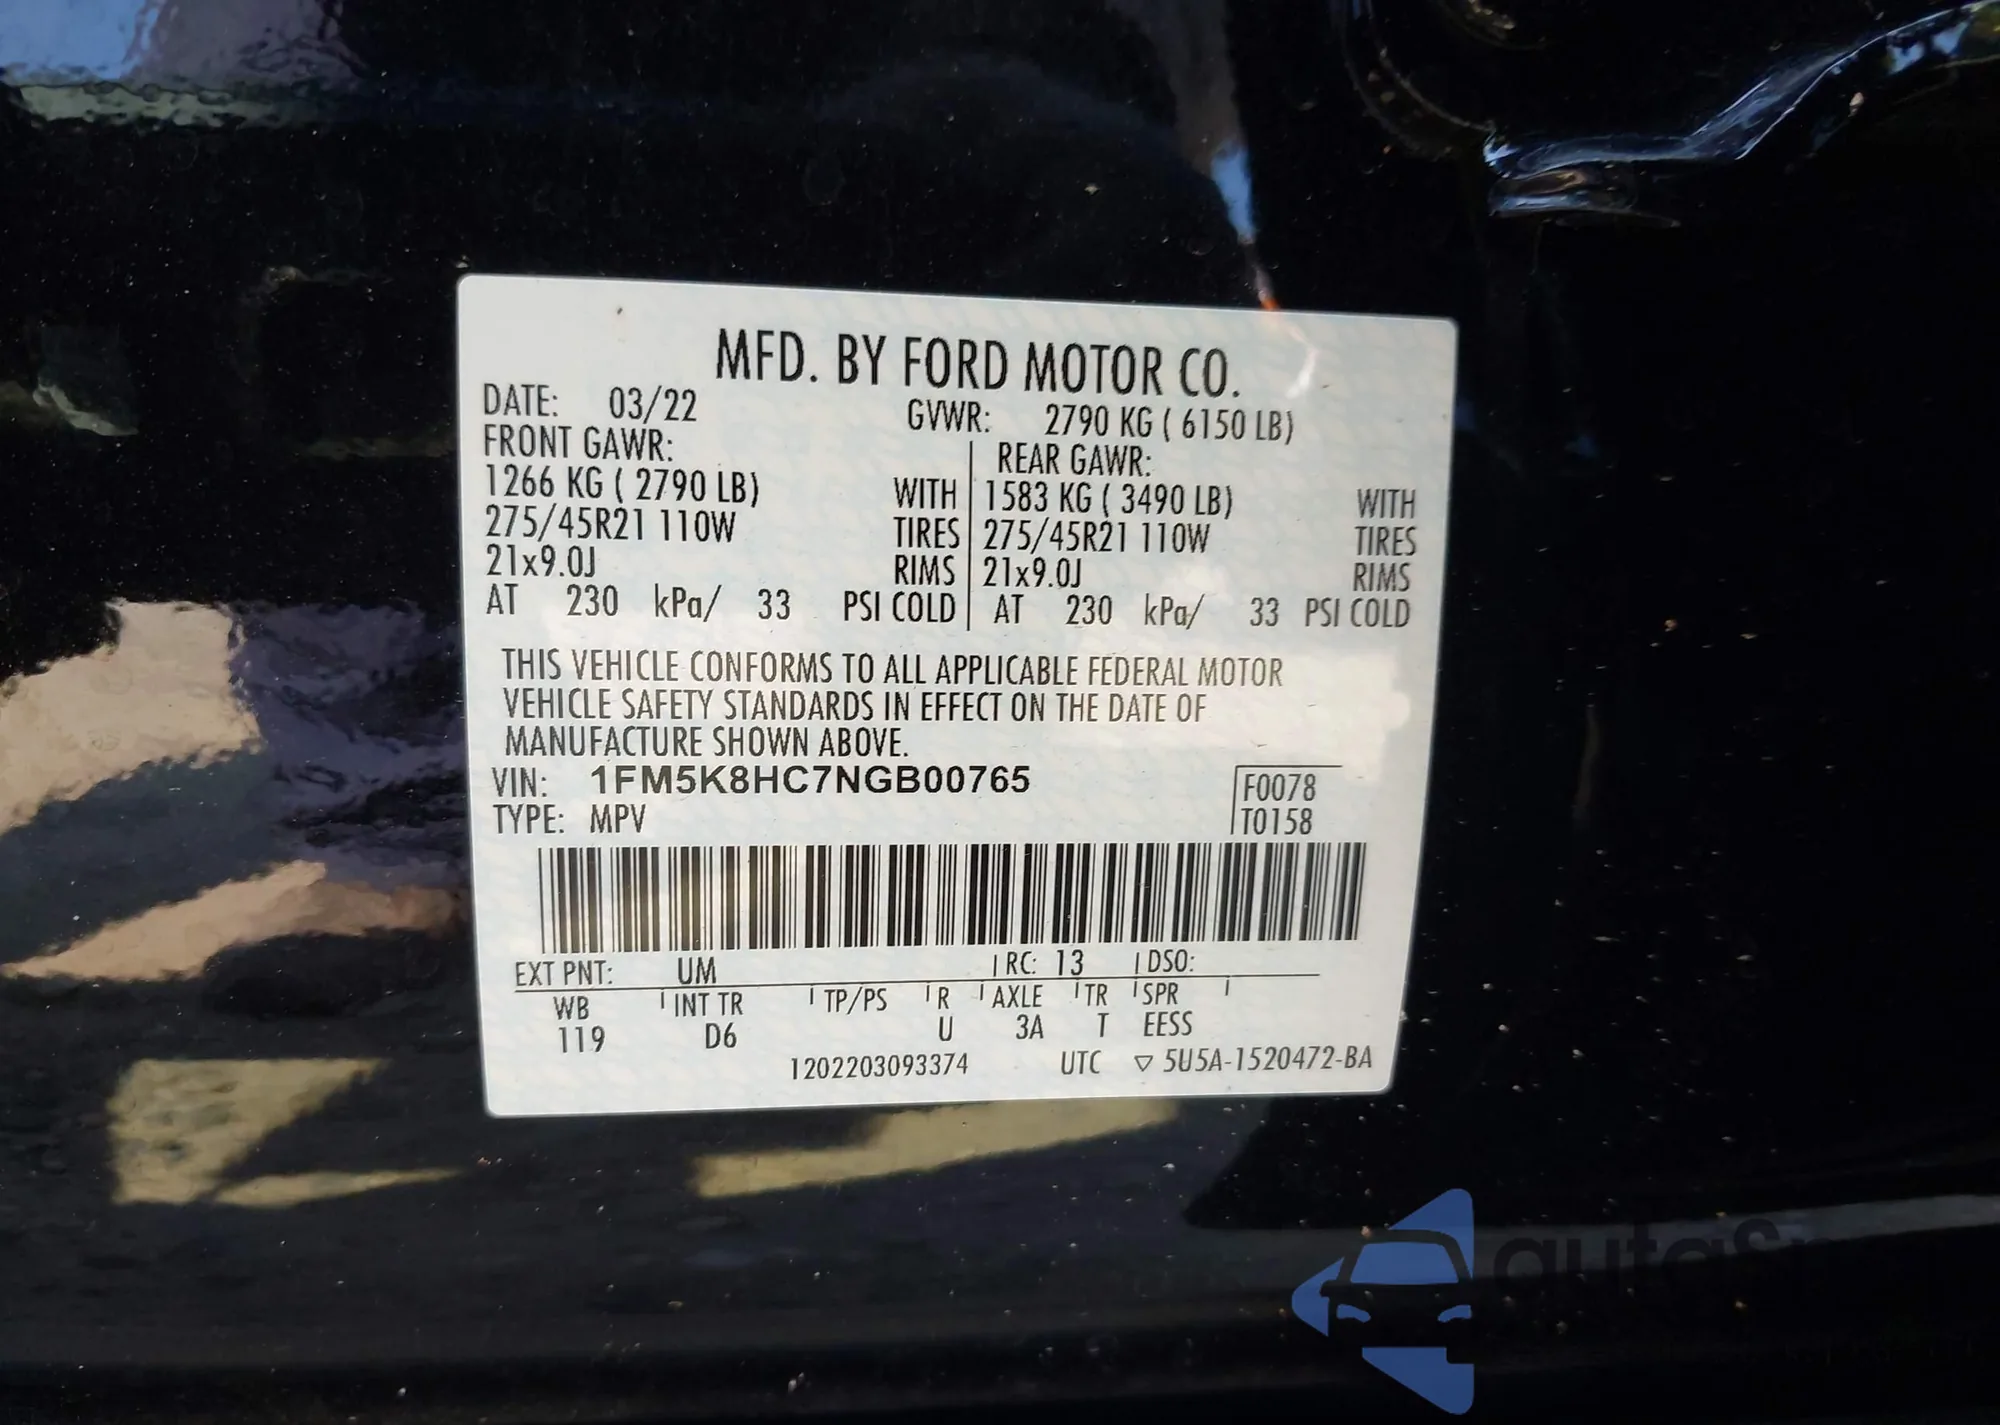 MFD. BY FORD MOTOR CO.
DATE: 03/22 GVWR: 2790 KG ( 6150 LB)
FRONT GAWR: REAR GAWR:
1266 KG ( 2790 LB) WITH 1583 KG ( 3490 LB) WITH
275/45R21 110W TIRES 275/45R21 110W TIRES
21x9.0J RIMS 21x9.0J RIMS
AT 230 kPa/ 33 PSI COLD AT 230 kPa/ 33 PSI COLD
THIS VEHICLE CONFORMS TO ALL APPLICABLE FEDERAL MOTOR
VEHICLE SAFETY STANDARDS IN EFFECT ON THE DATE OF
MANUFACTURE SHOWN ABOVE.
VIN: 1FM5K8HC7NGB00765 F0078
TYPE: MPV T0158
EXT PNT: UM RC: 13 DSO:
WB INT TR TP/PS R AXLE TR SPR
119 D6 U 3A T EESS
1202203093374 UTC ▽ 5U5A-1520472-BA